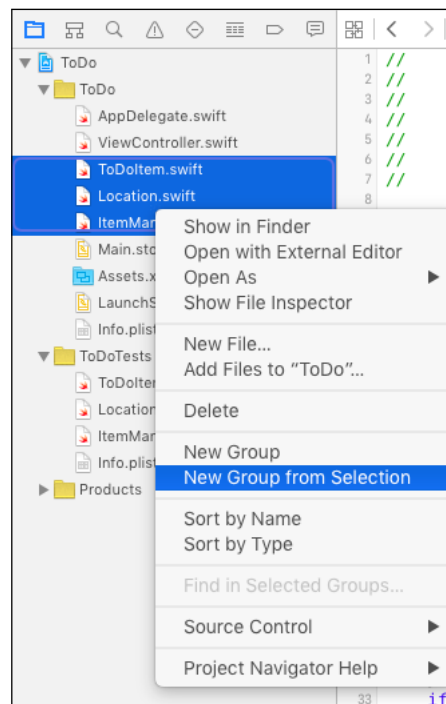 ToDo
ToDo
AppDelegate.swift
ViewController.swift
ToDoItem.swift
Location.swift
ItemMan
Main.sto
Assets.x
LaunchS
Info.plist
ToDoTests
ToDoIter
Location
ItemMar
Info.plist
Products
1 //
2 //
3 //
4 //
5 //
6 //
7 //
8
Show in Finder
Open with External Editor
Open As
Show File Inspector
New File...
Add Files to “ToDo”...
Delete
New Group
New Group from Selection
Sort by Name
Sort by Type
Find in Selected Groups...
Source Control
Project Navigator Help
33 if